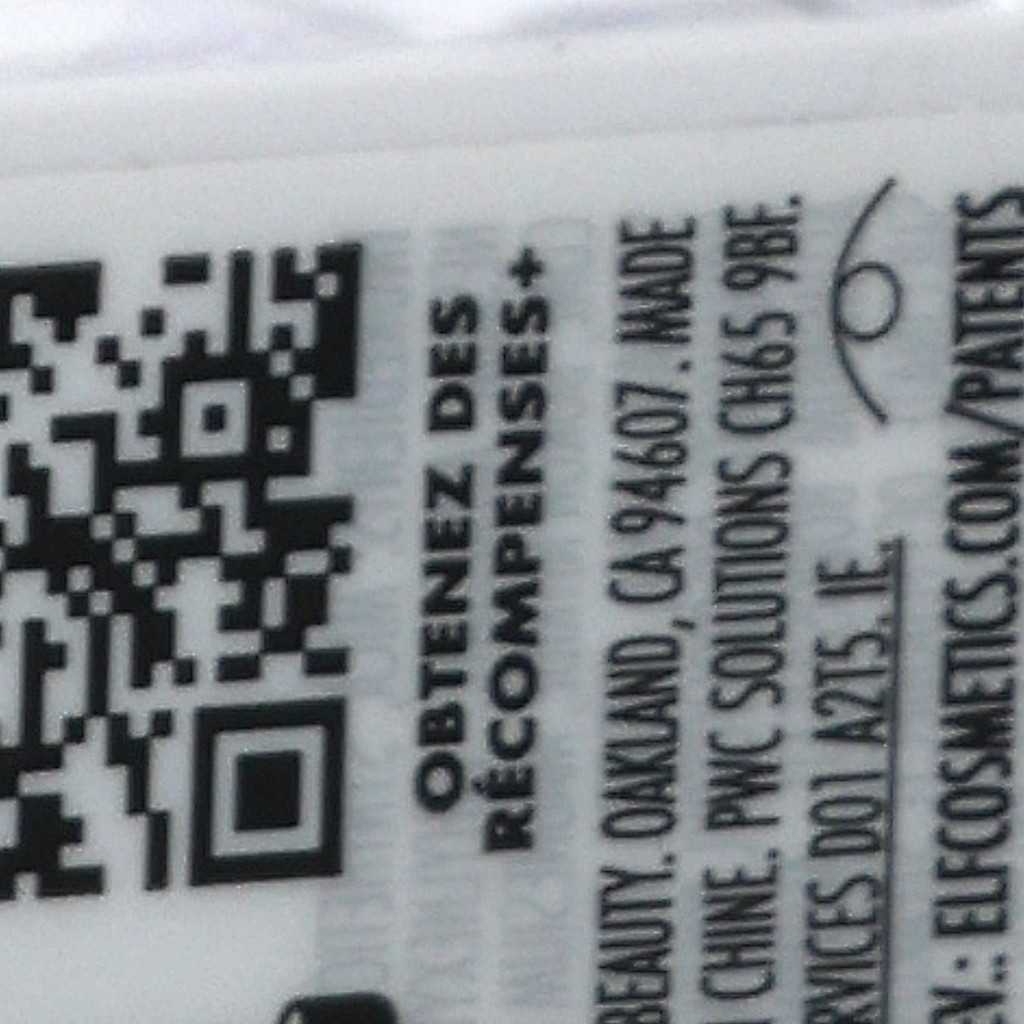 OBTENEZ DES
RÉCOMPENSES+
BEAUTY. OAKLAND, CA 94607. MADE
CHINE. PWC SOLUTIONS CH65 9BF.
RVICES D01 A2T5. IE.
EV.: ELFCOSMETICS.COM/PATENTS